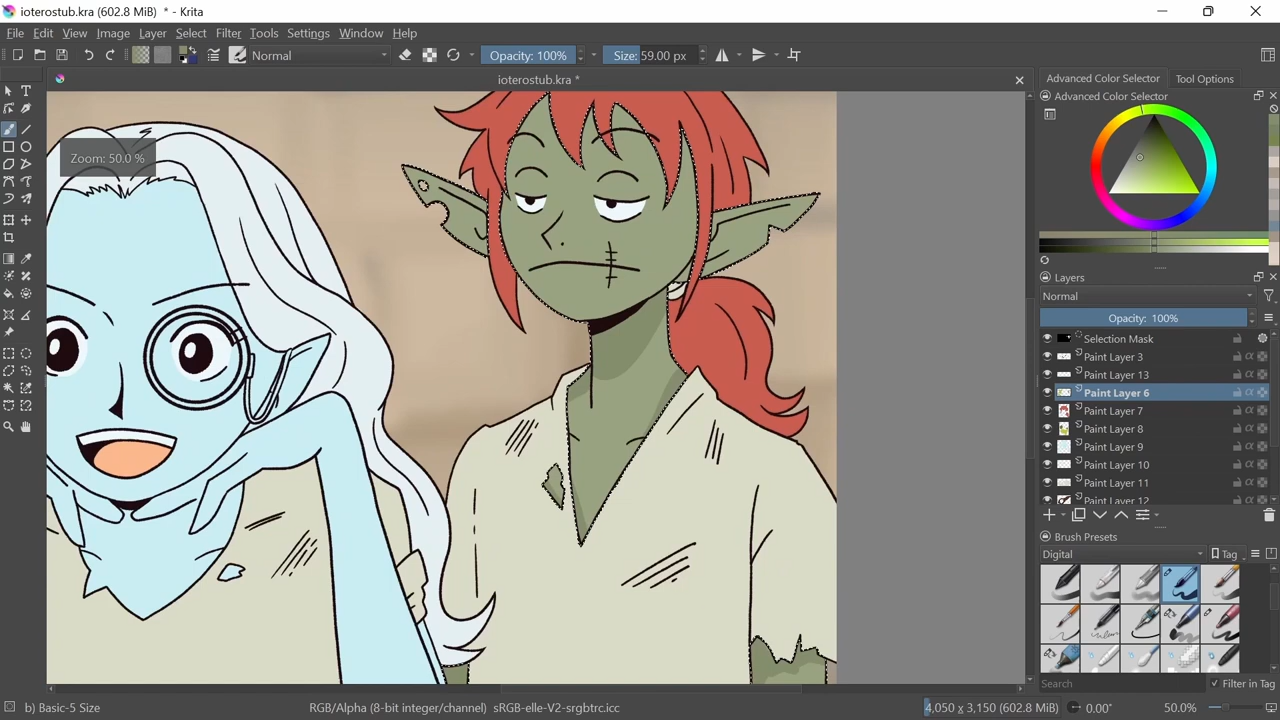 ioterostub.kra (602.8 MiB) * - Krita
File Edit View Image Layer Select Filter Tools Settings Window Help
Normal Opacity: 100% Size: 59.00 px
ioterostub.kra *
Zoom: 50.0 %
Advanced Color Selector Tool Options
Advanced Color Selector
Layers
Normal
Opacity: 100%
Selection Mask
Paint Layer 3
Paint Layer 13
Paint Layer 6
Paint Layer 7
Paint Layer 8
Paint Layer 9
Paint Layer 10
Paint Layer 11
Paint Layer 12
Brush Presets
Digital Tag
Search Filter in Tag
b) Basic-5 Size RGB/Alpha (8-bit integer/channel) sRGB-elle-V2-srgbtrc.icc 4,050 x 3,150 (602.8 MiB) 0.00° 50.0%